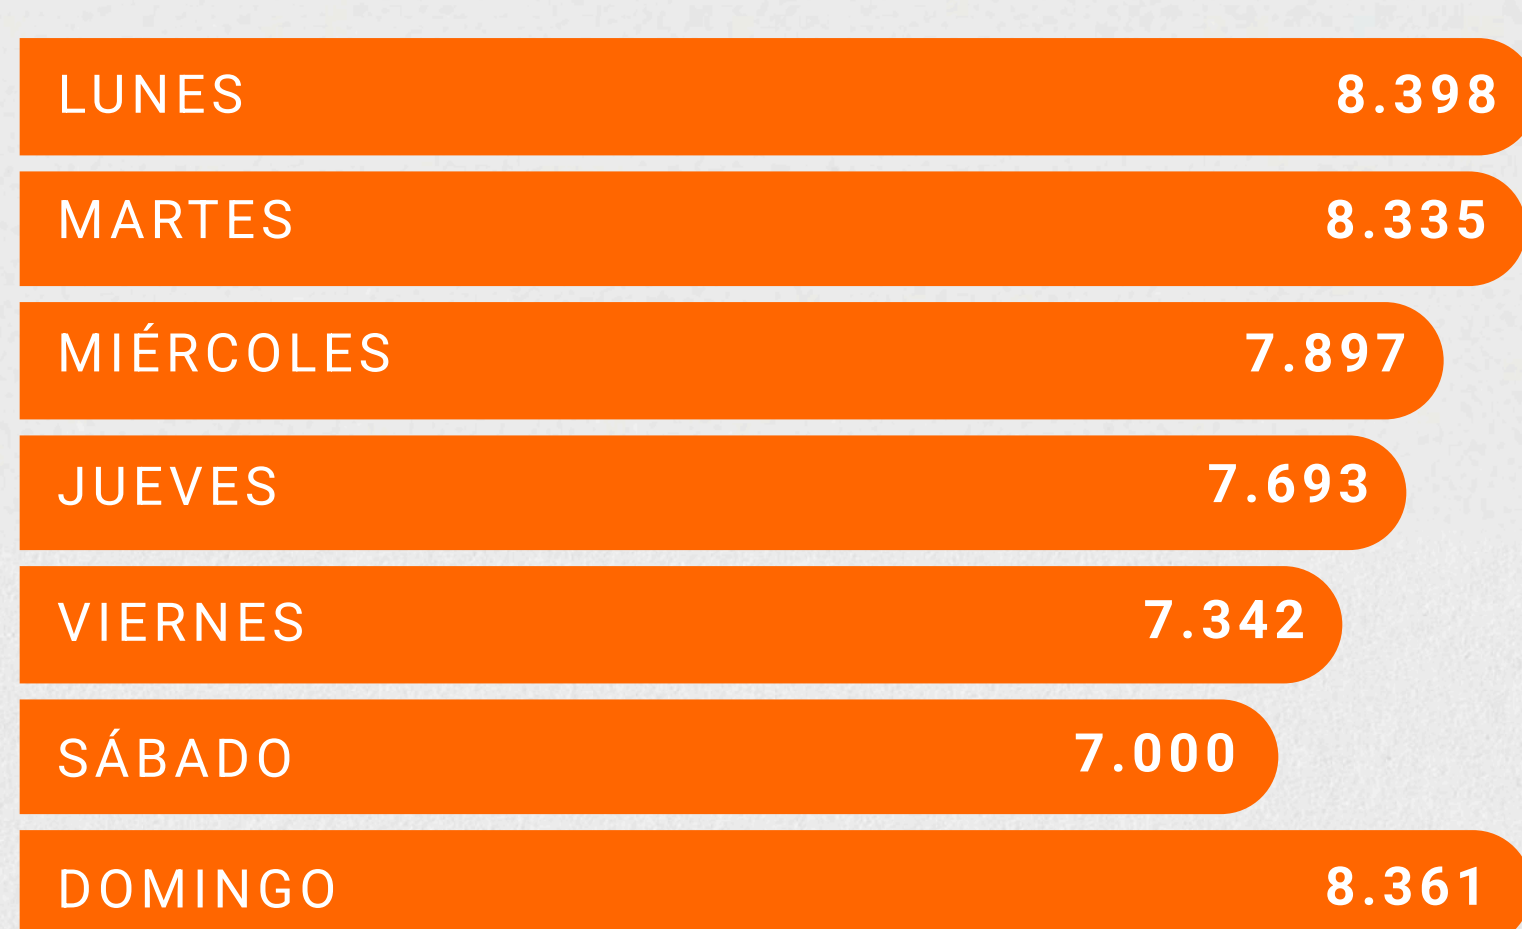 LUNES 8.398
MARTES 8.335
MIÉRCOLES 7.897
JUEVES 7.693
VIERNES 7.342
SÁBADO 7.000
DOMINGO 8.361